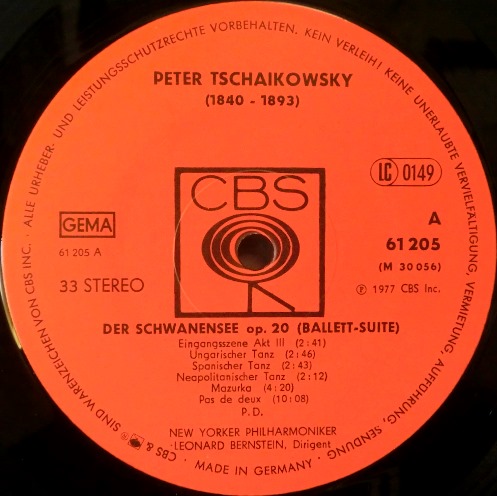 · ALLE URHEBER- UND LEISTUNGSSCHUTZRECHTE VORBEHALTEN. KEIN VERLEIH! KEINE UNERLAUBTE VERVIELFÄLTIGUNG, VERMIETUNG, AUFFÜHRUNG, SENDUNG ·
PETER TSCHAIKOWSKY
(1840 - 1893)
CBS
LC 0149
GEMA
A
61 205 A
61 205
(M 30 056)
33 STEREO
℗ 1977 CBS Inc.
DER SCHWANENSEE op. 20 (BALLETT-SUITE)
Eingangsszene Akt III (2:41)
Ungarischer Tanz (2:46)
Spanischer Tanz (2:43)
Neapolitanischer Tanz (2:12)
Mazurka (4:20)
Pas de deux (10:08)
P.D.
NEW YORKER PHILHARMONIKER
LEONARD BERNSTEIN, Dirigent
· MADE IN GERMANY ·
CBS & ® SIND WARENZEICHEN VON CBS INC.